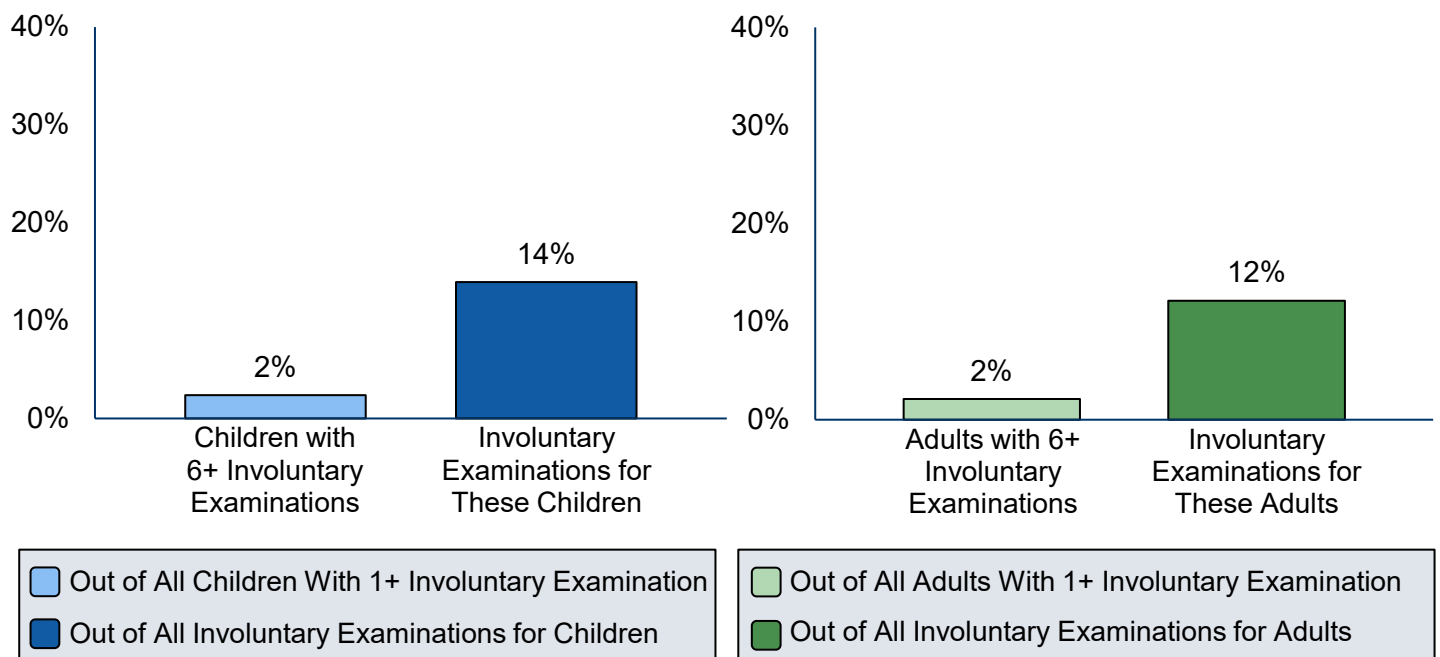 40%
30%
20%
10%
0%
2%
14%
Children with
6+ Involuntary
Examinations
Involuntary
Examinations for
These Children
Out of All Children With 1+ Involuntary Examination
Out of All Involuntary Examinations for Children
40%
30%
20%
10%
0%
2%
12%
Adults with 6+
Involuntary
Examinations
Involuntary
Examinations for
These Adults
Out of All Adults With 1+ Involuntary Examination
Out of All Involuntary Examinations for Adults